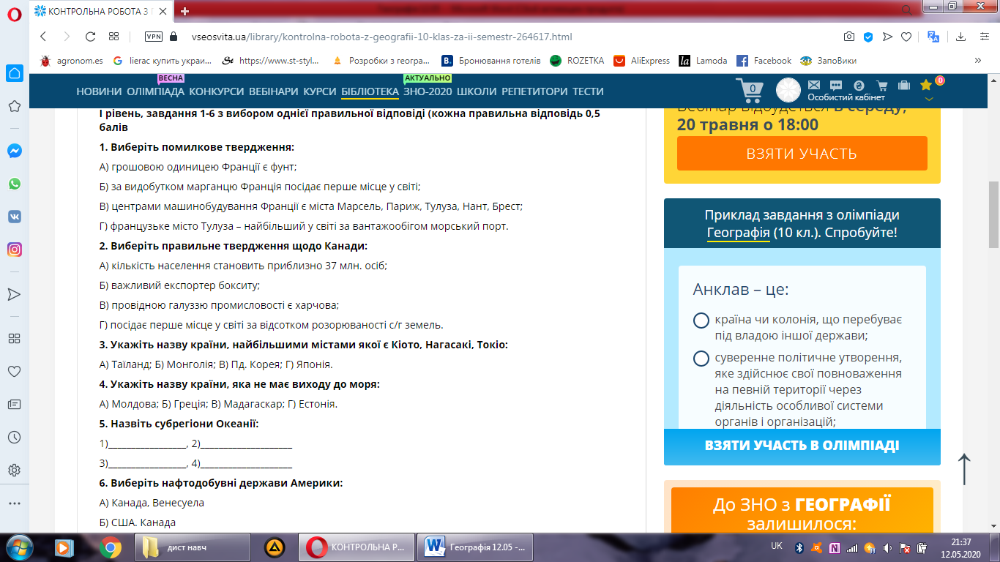 КОНТРОЛЬНА РОБОТА З Г
VPN
vseosvita.ua/library/kontrolna-robota-z-geografii-10-klas-za-ii-semestr-264617.html
agronom.es
lierac купить украи...
https://www.st-styl...
Розробки з геогра...
Бронювання готелів
ROZETKA
AliExpress
Lamoda
Facebook
ЗапоВики
ВЕСНА
АКТУАЛЬНО
НОВИНИ ОЛІМПІАДА КОНКУРСИ ВЕБІНАРИ КУРСИ БІБЛІОТЕКА ЗНО-2020 ШКОЛИ РЕПЕТИТОРИ ТЕСТИ
0
0
Особистий кабінет
І рівень, завдання 1-6 з вибором однієї правильної відповіді (кожна правильна відповідь 0,5
балів
1. Виберіть помилкове твердження:
А) грошовою одиницею Франції є фунт;
Б) за видобутком марганцю Франція посідає перше місце у світі;
В) центрами машинобудування Франції є міста Марсель, Париж, Тулуза, Нант, Брест;
Г) французьке місто Тулуза – найбільший у світі за вантажообігом морський порт.
2. Виберіть правильне твердження щодо Канади:
А) кількість населення становить приблизно 37 млн. осіб;
Б) важливий експортер бокситу;
В) провідною галуззю промисловості є харчова;
Г) посідає перше місце у світі за відсотком розорюваності с/г земель.
3. Укажіть назву країни, найбільшими містами якої є Кіото, Нагасакі, Токіо:
А) Таїланд; Б) Монголія; В) Пд. Корея; Г) Японія.
4. Укажіть назву країни, яка не має виходу до моря:
А) Молдова; Б) Греція; В) Мадагаскар; Г) Естонія.
5. Назвіть субрегіони Океанії:
1)_________________, 2)____________________
3)_________________, 4)____________________
6. Виберіть нафтодобувні держави Америки:
А) Канада, Венесуела
Б) США. Канада
Вебінар відбудеться в середу,
20 травня о 18:00
ВЗЯТИ УЧАСТЬ
Приклад завдання з олімпіади
Географія (10 кл.). Спробуйте!
Анклав – це:
країна чи колонія, що перебуває
під владою іншої держави;
суверенне політичне утворення,
яке здійснює свої повноваження
на певній території через
діяльність особливої системи
органів і організацій;
ВЗЯТИ УЧАСТЬ В ОЛІМПІАДІ
До ЗНО з ГЕОГРАФІЇ
залишилося:
дист навч
КОНТРОЛЬНА Р...
Географія 12.05 -...
UK
21:37
12.05.2020